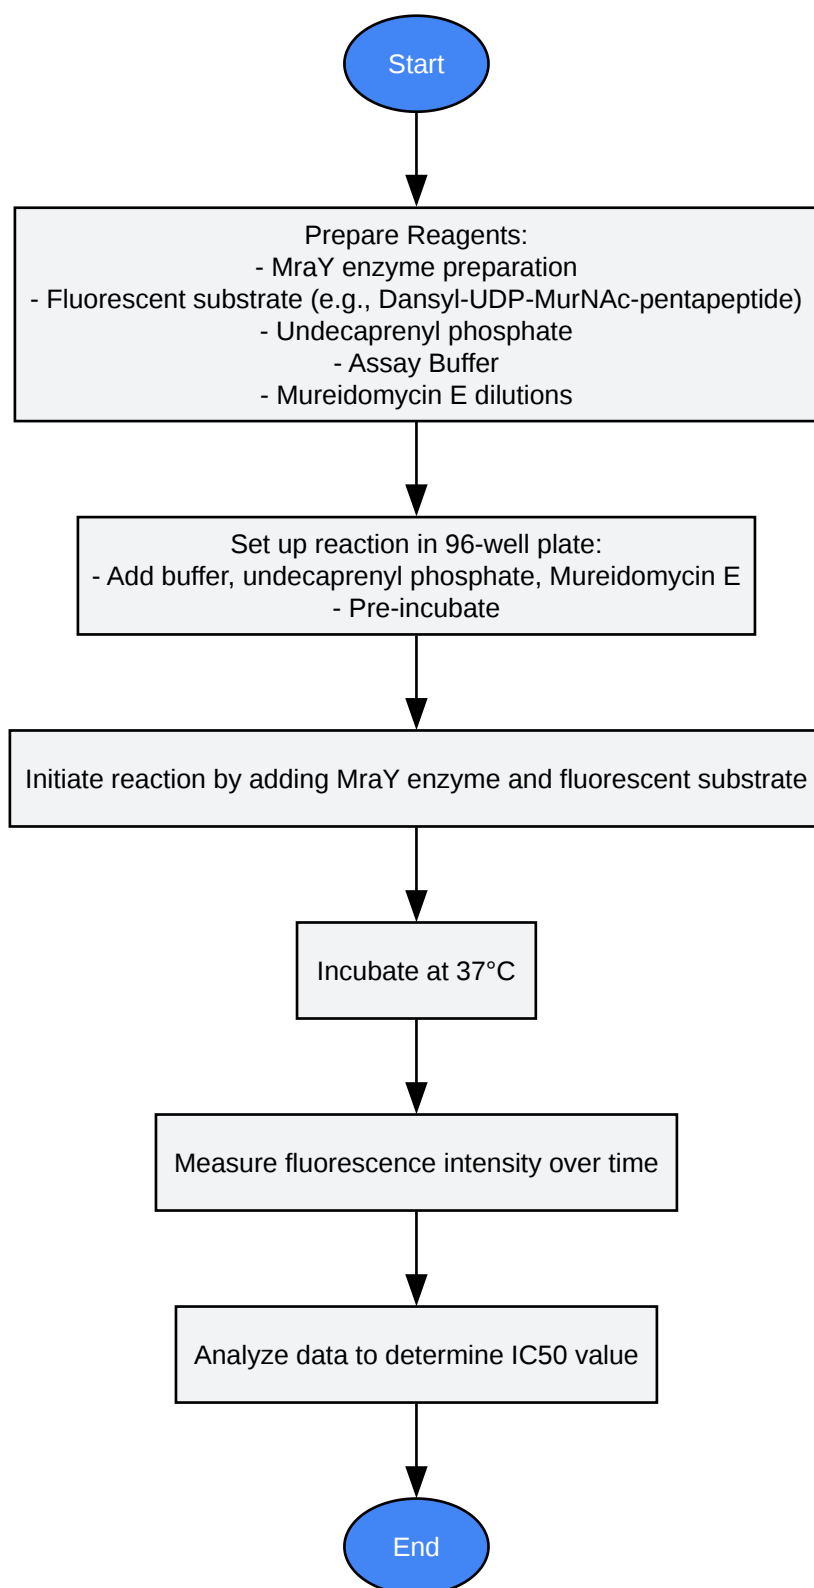 Start
Prepare Reagents:
- MraY enzyme preparation
- Fluorescent substrate (e.g., Dansyl-UDP-MurNAc-pentapeptide)
- Undecaprenyl phosphate
- Assay Buffer
- Mureidomycin E dilutions
Set up reaction in 96-well plate:
- Add buffer, undecaprenyl phosphate, Mureidomycin E
- Pre-incubate
Initiate reaction by adding MraY enzyme and fluorescent substrate
Incubate at 37°C
Measure fluorescence intensity over time
Analyze data to determine IC50 value
End